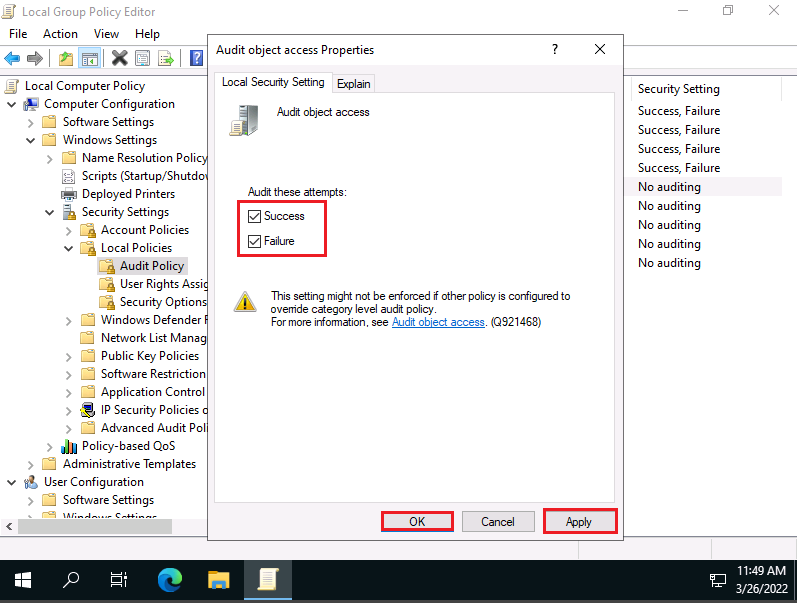 Local Group Policy Editor
File Action View Help
Local Computer Policy
Computer Configuration
Software Settings
Windows Settings
Name Resolution Policy
Scripts (Startup/Shutdow
Deployed Printers
Security Settings
Account Policies
Local Policies
Audit Policy
User Rights Assig
Security Options
Windows Defender F
Network List Manag
Public Key Policies
Software Restriction
Application Control
IP Security Policies o
Advanced Audit Poli
Policy-based QoS
Administrative Templates
User Configuration
Software Settings
Windows Settings
Audit object access Properties
?
Local Security Setting Explain
Audit object access
Audit these attempts:
Success
Failure
This setting might not be enforced if other policy is configured to
override category level audit policy.
For more information, see Audit object access. (Q921468)
OK Cancel Apply
Security Setting
Success, Failure
Success, Failure
Success, Failure
Success, Failure
No auditing
No auditing
No auditing
No auditing
No auditing
11:49 AM
3/26/2022